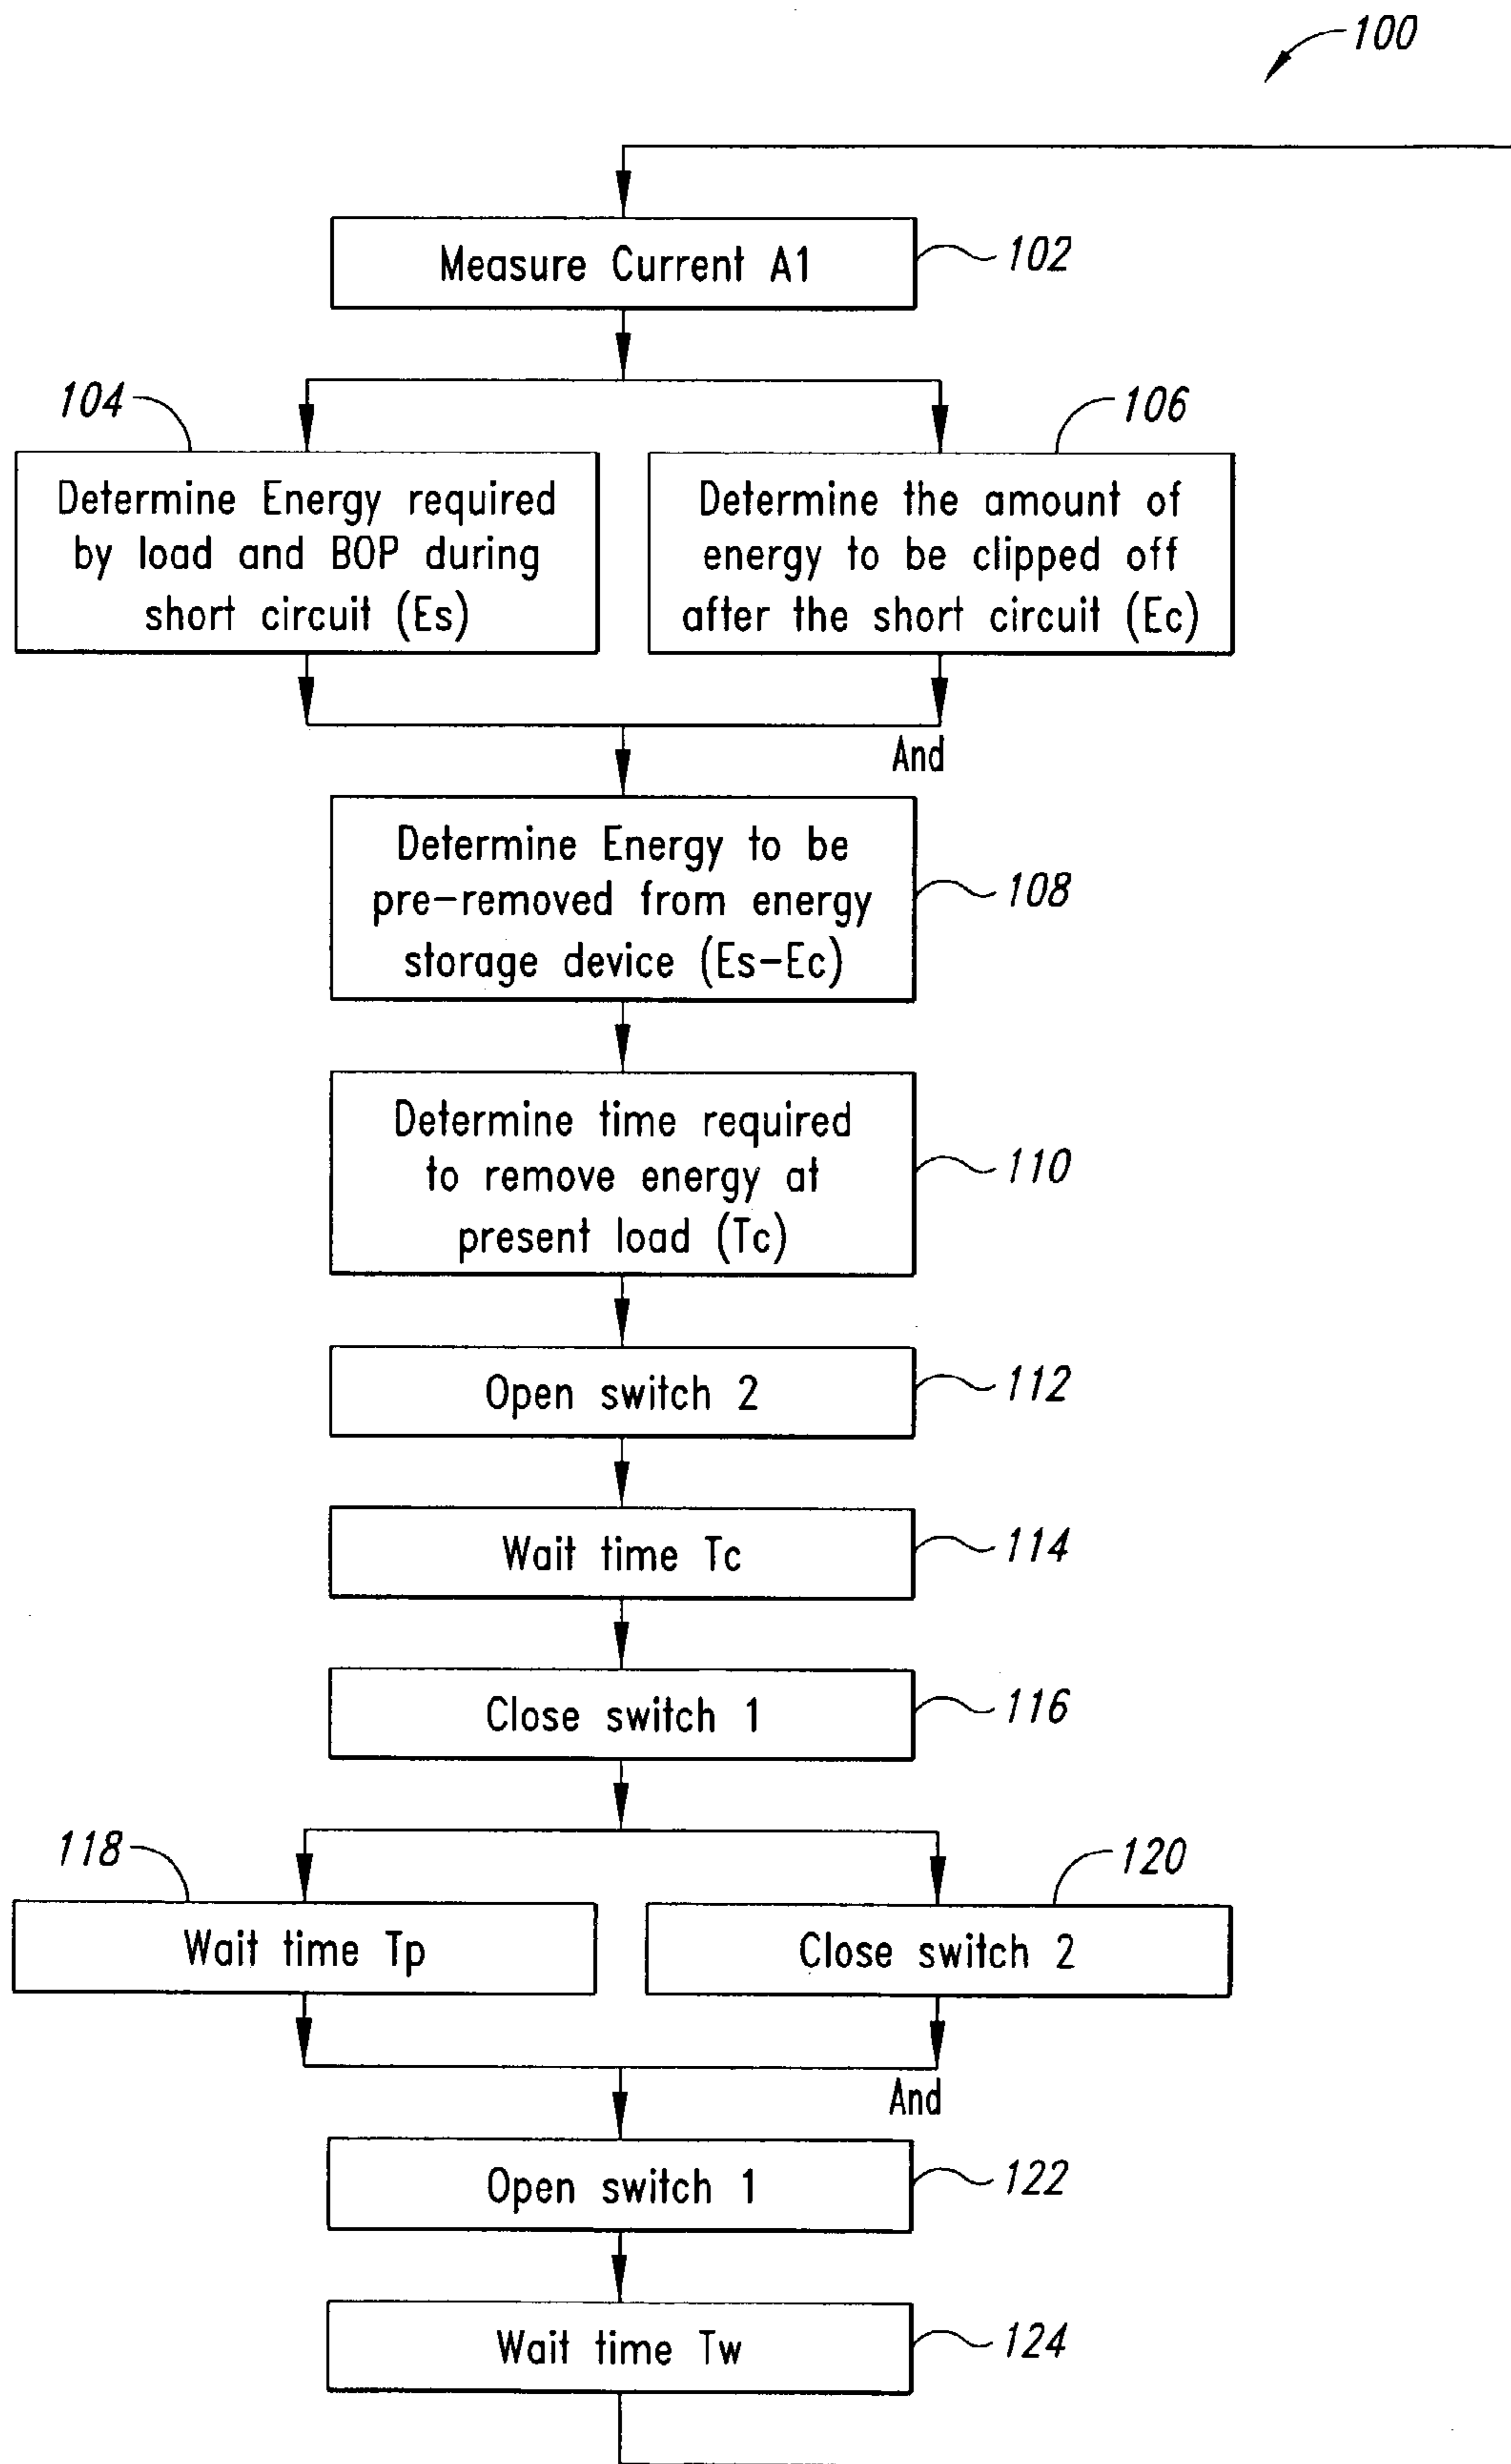 100
Measure Current A1
102
104
106
Determine Energy required
by load and BOP during
short circuit (Es)
Determine the amount of
energy to be clipped off
after the short circuit (Ec)
And
Determine Energy to be
pre-removed from energy
storage device (Es-Ec)
108
Determine time required
to remove energy at
present load (Tc)
110
Open switch 2
112
Wait time Tc
114
Close switch 1
116
118
120
Wait time Tp
Close switch 2
And
Open switch 1
122
Wait time Tw
124